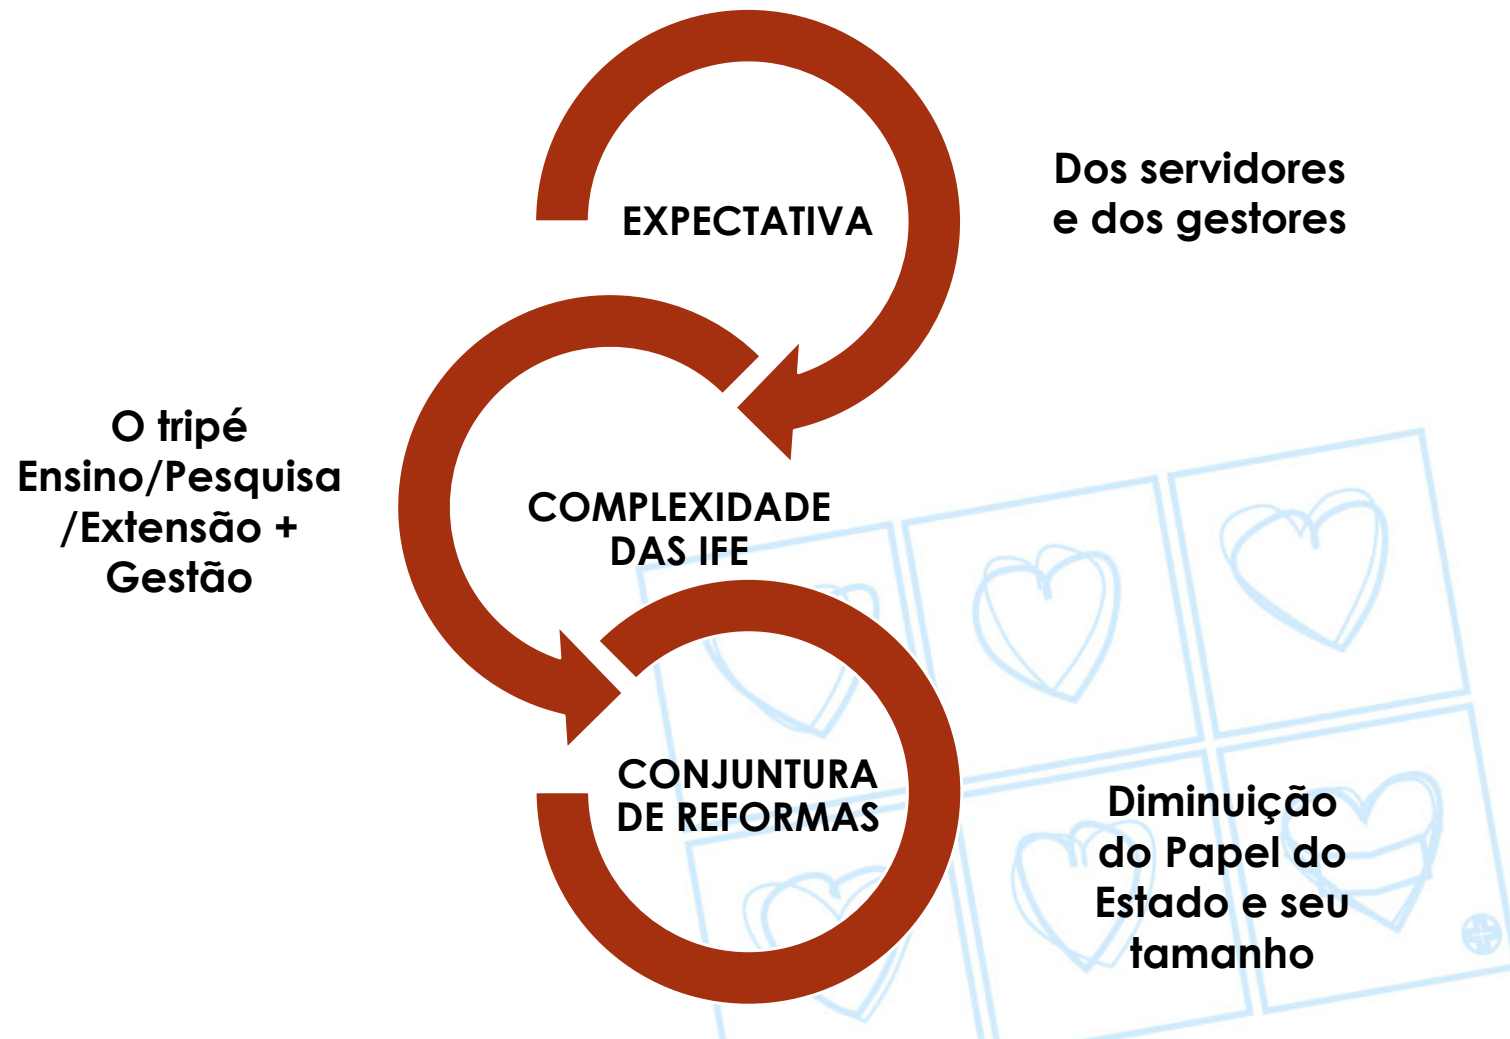 EXPECTATIVA
Dos servidores
e dos gestores
O tripé
Ensino/Pesquisa
/Extensão +
Gestão
COMPLEXIDADE
DAS IFE
CONJUNTURA
DE REFORMAS
Diminuição
do Papel do
Estado e seu
tamanho